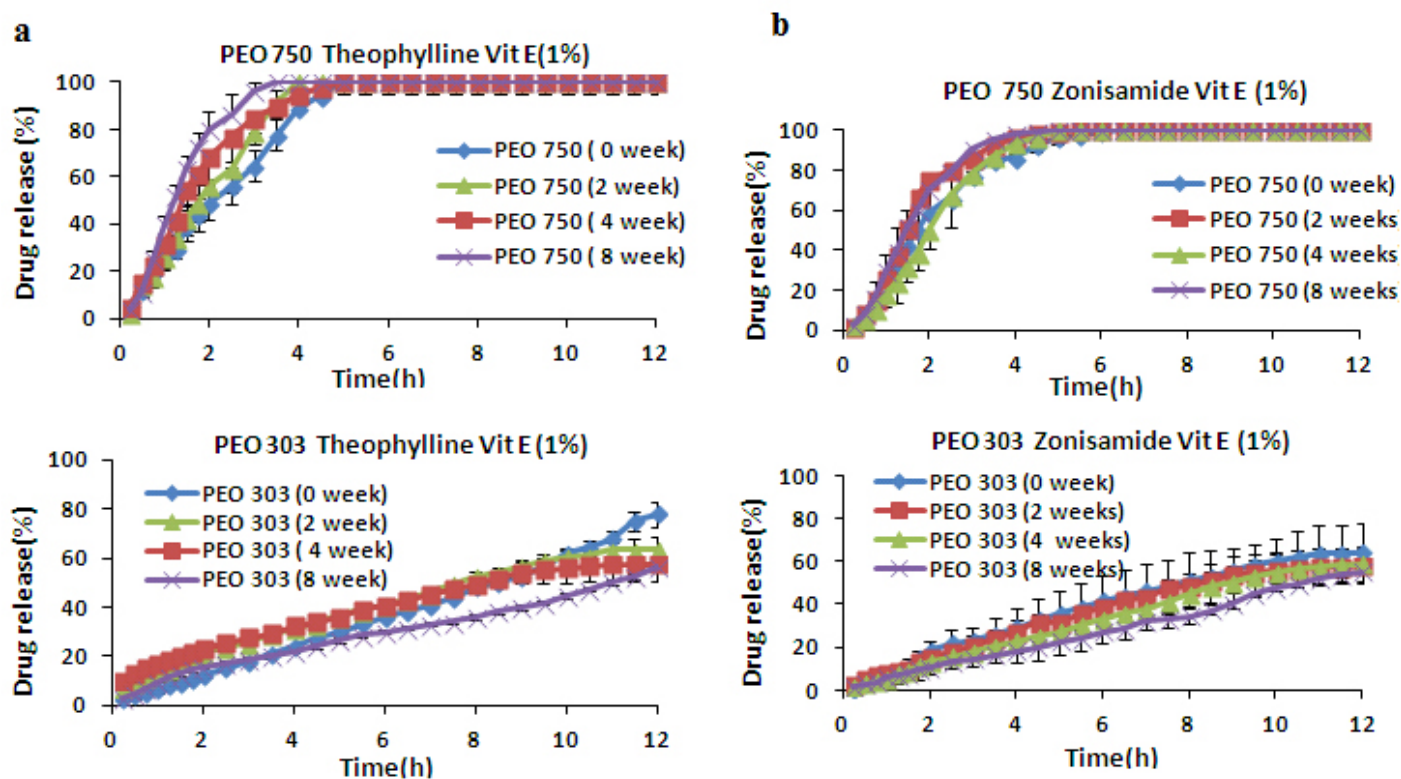 a
PEO 750 Theophylline Vit E(1%)
Drug release (%)
100
80
60
40
20
0
PEO 750 ( 0 week)
PEO 750 (2 week)
PEO 750 ( 4 week)
PEO 750 ( 8 week)
0 2 4 6 8 10 12
Time(h)
b
PEO 750 Zonisamide Vit E (1%)
Drug release(%)
100
80
60
40
20
0
PEO 750 (0 week)
PEO 750 (2 weeks
PEO 750 (4 weeks
PEO 750 (8 weeks
0 2 4 6 8 10 12
Time(h)
PEO 303 Theophylline Vit E (1%)
Drug release(%)
100
80
60
40
20
0
PEO 303 (0 week)
PEO 303 (2 week)
PEO 303 ( 4 week)
PEO 303 (8 week)
0 2 4 6 8 10 12
Time(h)
PEO 303 Zonisamide Vit E (1%)
Drug release(%)
100
80
60
40
20
0
PEO 303 (0 week)
PEO 303 (2 weeks)
PEO 303 (4 weeks)
PEO 303 (8 weeks)
0 2 4 6 8 10 12
Time(h)